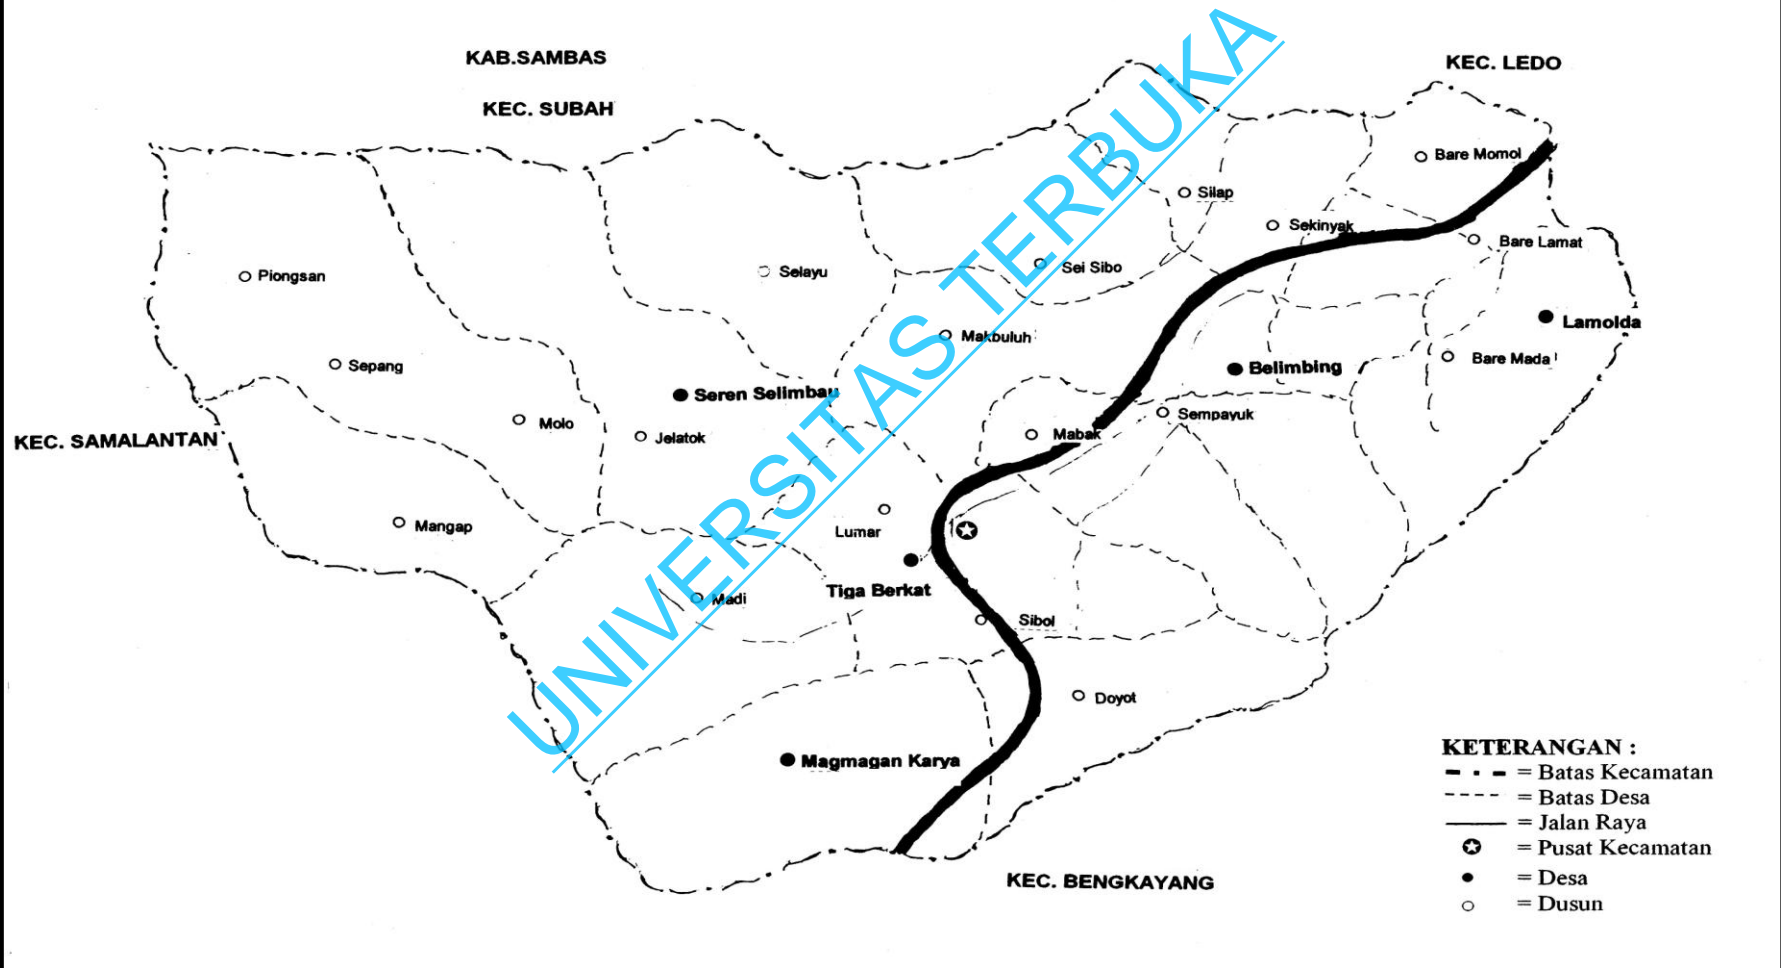 KAB.SAMBAS
KEC. LEDO
KEC. SUBAH
Bare Momol
Silap
Sekinyak
Bare Lamat
Piongsan
Selayu
Sei Sibo
Lamolda
Makbuluh
Bare Mada
Sepang
Belimbing
Seren Selimbau
Sempayuk
Molo
Jelatok
Mabak
KEC. SAMALANTAN
Mangap
Lumar
Tiga Berkat
Madi
Sibol
Doyot
Magmagan Karya
KEC. BENGKAYANG
UNIVERSITAS TERBUKA
KETERANGAN :
= Batas Kecamatan
= Batas Desa
= Jalan Raya
= Pusat Kecamatan
= Desa
= Dusun